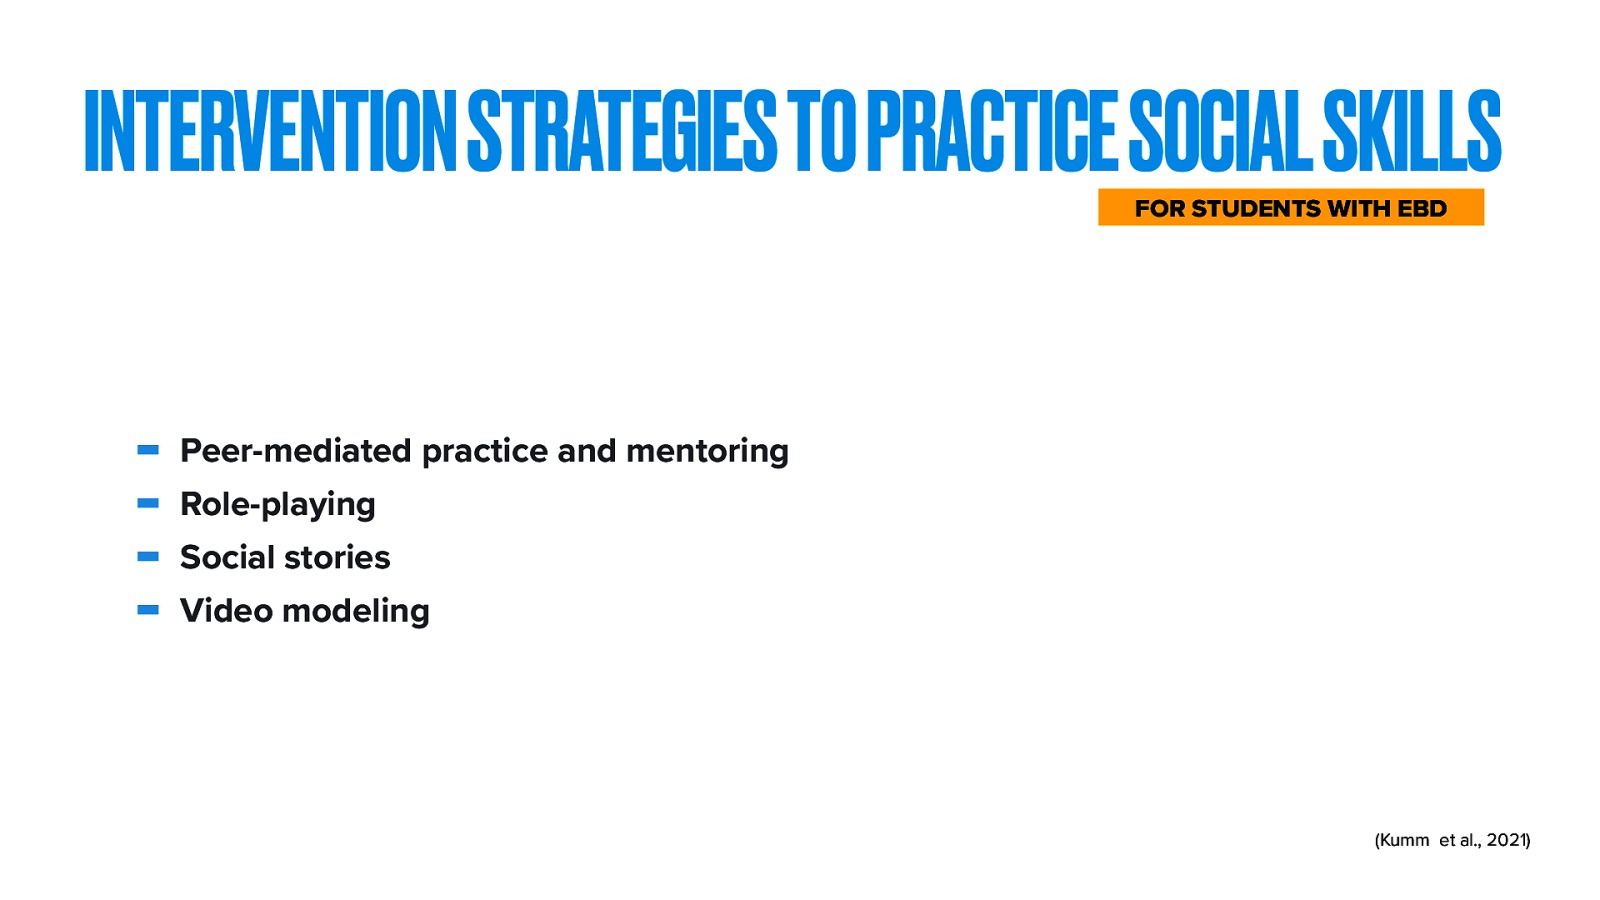 INTERVENTION STRATEGIES TO PRACTICE SOCIAL SKILLS
FOR STUDENTS WITH EBD
Peer-mediated practice and mentoring
Role-playing
Social stories
Video modeling
(Kumm et al., 2021)